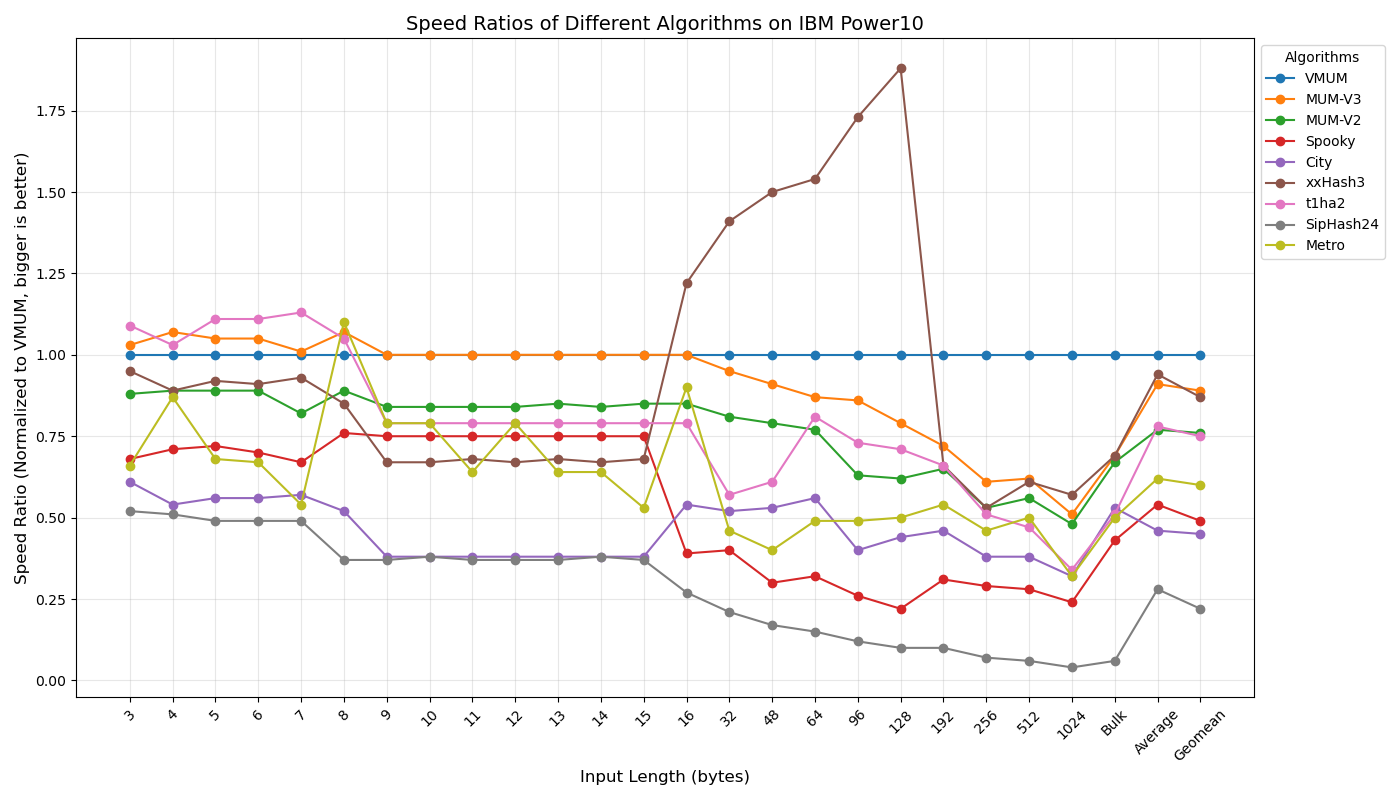 Speed Ratios of Different Algorithms on IBM Power10
Speed Ratio (Normalized to VMUM, bigger is better)
1.75
1.50
1.25
1.00
0.75
0.50
0.25
0.00
3 4 5 6 7 8 9 10 11 12 13 14 15 16 32 48 64 96 128 192 256 512 1024 Bulk Average Geomean
Input Length (bytes)
Algorithms
VMUM
MUM-V3
MUM-V2
Spooky
City
xxHash3
t1ha2
SipHash24
Metro